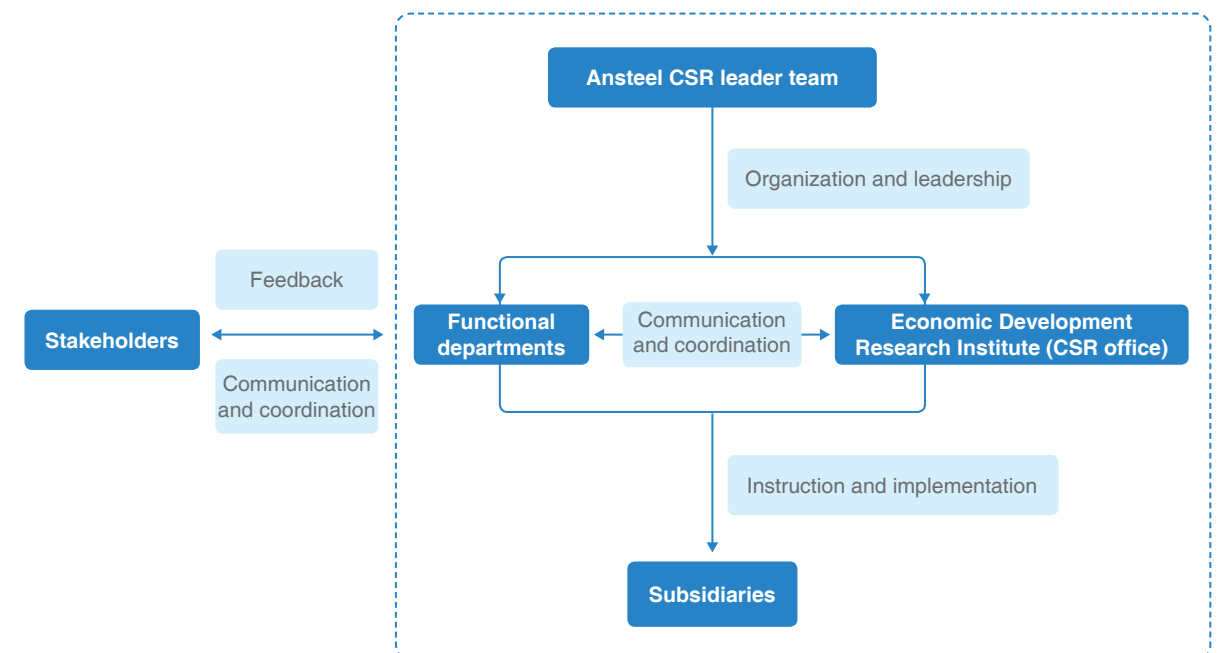 Ansteel CSR leader team
Organization and leadership
Feedback
Stakeholders
Communication
and coordination
Functional
departments
Communication
and coordination
Economic Development
Research Institute (CSR office)
Instruction and implementation
Subsidiaries